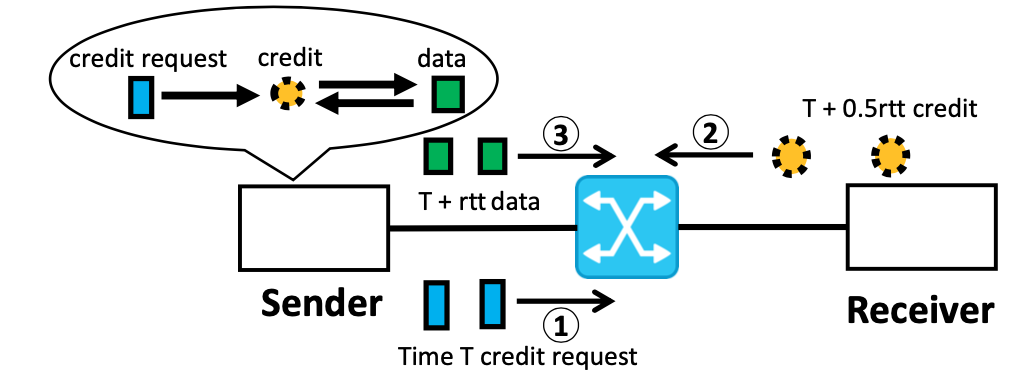 credit request credit data
T + 0.5rtt credit
③ ②
T + rtt data
Sender Receiver
①
Time T credit request